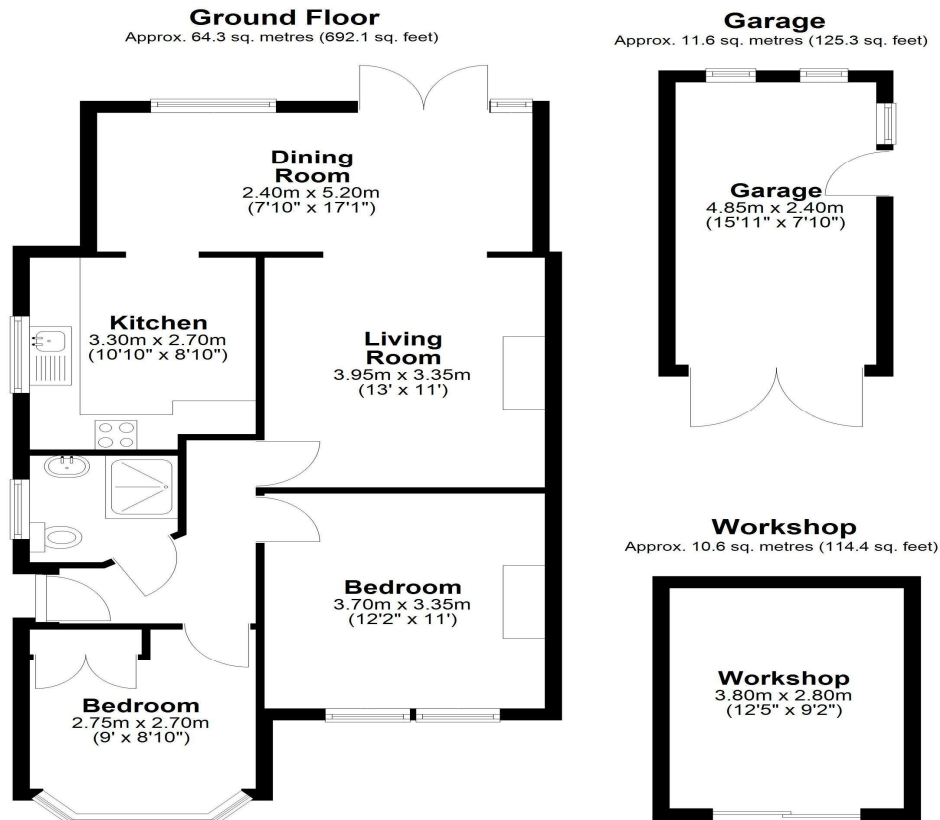 Ground Floor
Approx. 64.3 sq. metres (692.1 sq. feet)
Dining
Room
2.40m x 5.20m
(7'10" x 17'1")
Kitchen
3.30m x 2.70m
(10'10" x 8'10")
Living
Room
3.95m x 3.35m
(13' x 11')
Bedroom
3.70m x 3.35m
(12'2" x 11')
Bedroom
2.75m x 2.70m
(9' x 8'10")
Garage
Approx. 11.6 sq. metres (125.3 sq. feet)
Garage
4.85m x 2.40m
(15'11" x 7'10")
Workshop
Approx. 10.6 sq. metres (114.4 sq. feet)
Workshop
3.80m x 2.80m
(12'5" x 9'2")